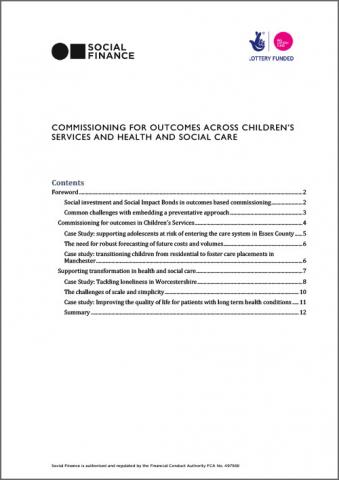 SOCIAL
FINANCE
LOTTERY FUNDED
COMMISSIONING FOR OUTCOMES ACROSS CHILDREN'S
SERVICES AND HEALTH AND SOCIAL CARE
Contents
Foreword 2
Social investment and Social Impact Bonds in outcomes based commissioning 2
Common challenges with embedding a preventative approach 3
Commissioning for outcomes in Children's Services 4
Case Study: supporting adolescents at risk of entering the care system in Essex County 5
The need for robust forecasting of future costs and volumes 6
Case study: transitioning children from residential to foster care placements in
Manchester 6
Supporting transformation in health and social care 7
Case Study: Tackling loneliness in Worcestershire 8
The challenges of scale and simplicity 10
Case study: Improving the quality of life for patients with long term health conditions 11
Summary 12
Social Finance is authorised and regulated by the Financial Conduct Authority FCA No. 497568